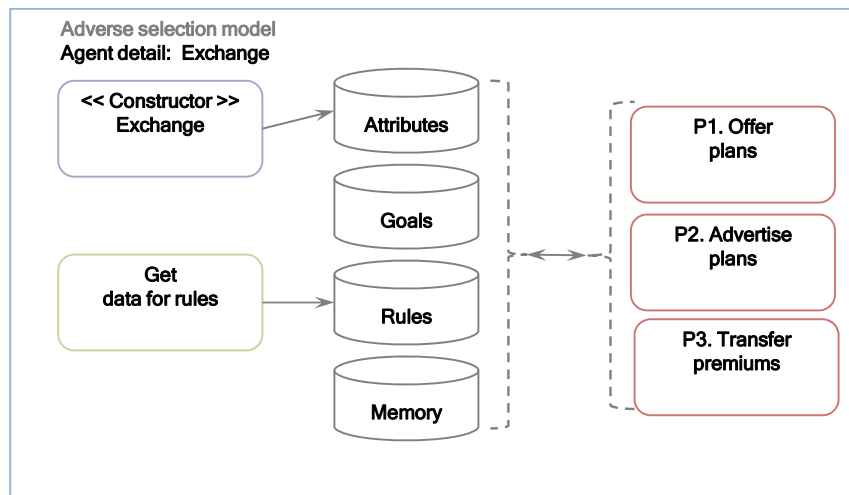 Adverse selection model
Agent detail:  Exchange
<< Constructor >>
Exchange
Attributes
Goals
Get
data for rules
Rules
Memory
P1. Offer
plans
P2. Advertise
plans
P3. Transfer
premiums